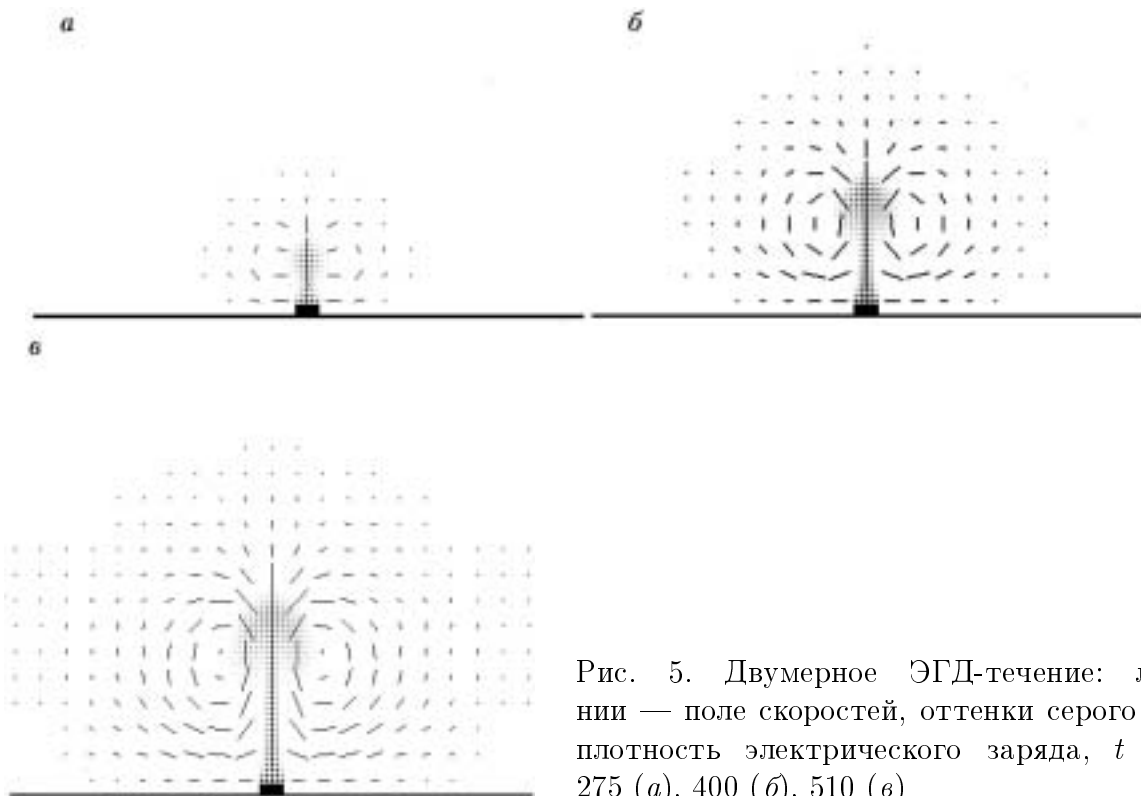 а
б
в
Рис. 5. Двумерное ЭГД-течение:
нии — поле скоростей, оттенки серого
плотность электрического заряда, t
275 (а), 400 (б), 510 (в)